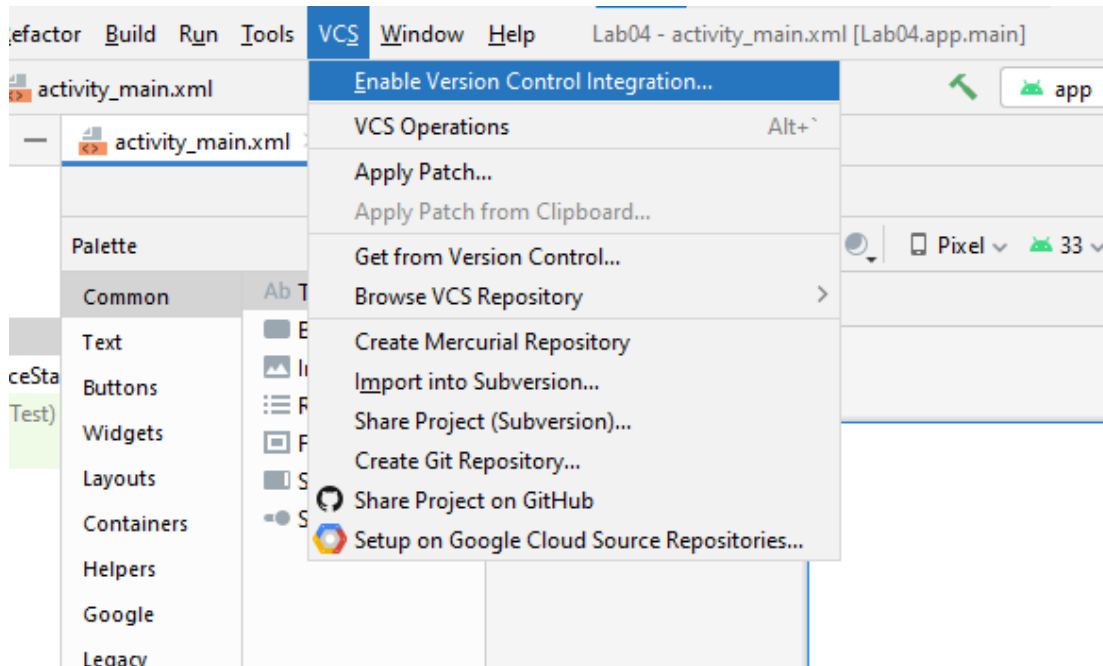 Refactor Build Run Tools VCS Window Help Lab04 - activity_main.xml [Lab04.app.main]
activity_main.xml
app
activity_main.xml
Enable Version Control Integration...
VCS Operations Alt+`
Apply Patch...
Apply Patch from Clipboard...
Get from Version Control...
Browse VCS Repository
Create Mercurial Repository
Import into Subversion...
Share Project (Subversion)...
Create Git Repository...
Share Project on GitHub
Setup on Google Cloud Source Repositories...
Pixel 33
Palette
Common
Ab
Text
Buttons
Widgets
Layouts
Containers
Helpers
Google
Legacy
Test)